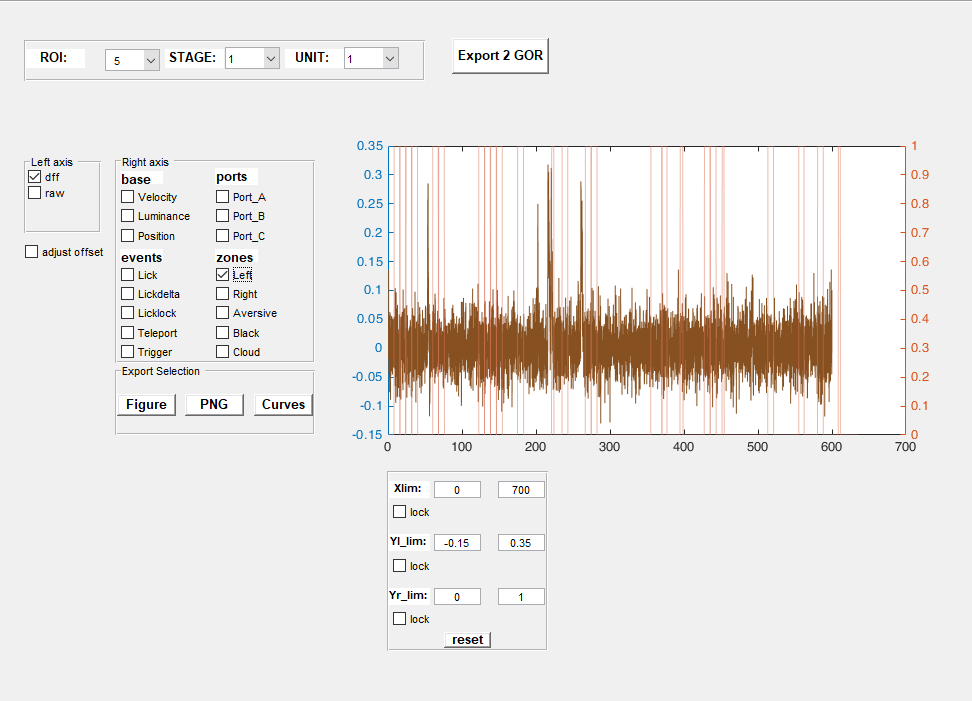 ROI: 5 STAGE: 1 UNIT: 1 Export 2 GOR
Left axis
dff
raw
adjust offset
Right axis
base
Velocity
Luminance
Position
events
Lick
Lickdelta
Licklock
Teleport
Trigger
ports
Port_A
Port_B
Port_C
zones
Left
Right
Aversive
Black
Cloud
Export Selection
Figure PNG Curves
0.35
0.3
0.25
0.2
0.15
0.1
0.05
0
-0.05
-0.1
-0.15
1
0.9
0.8
0.7
0.6
0.5
0.4
0.3
0.2
0.1
0
0 100 200 300 400 500 600 700
Xlim: 0 700
lock
Yl_lim: -0.15 0.35
lock
Yr_lim: 0 1
lock
reset